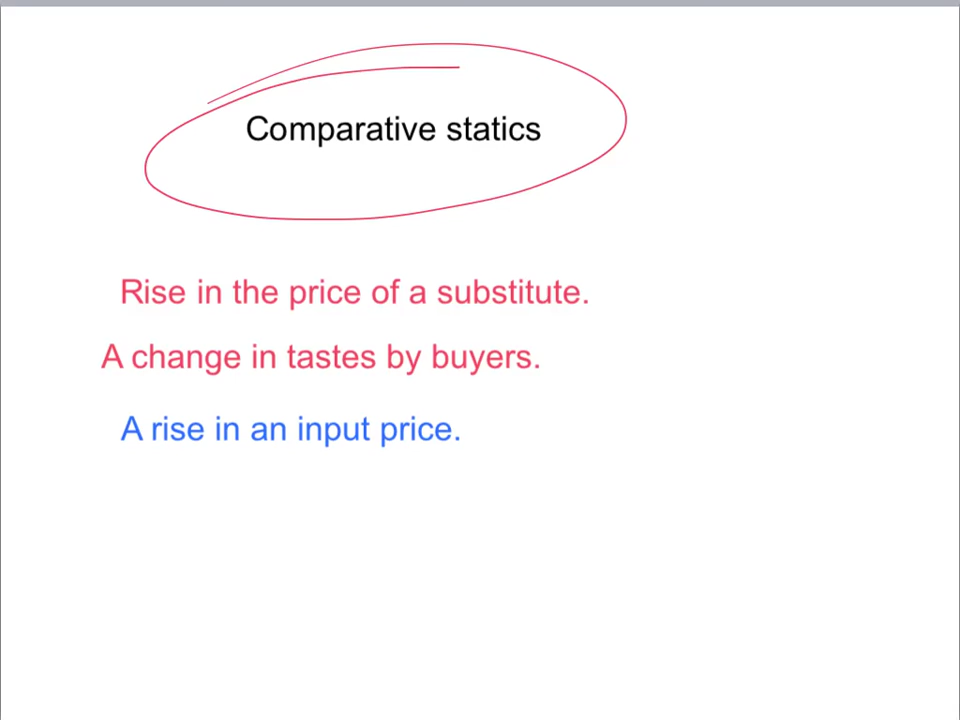 Comparative statics
Rise in the price of a substitute.
A change in tastes by buyers.
A rise in an input price.